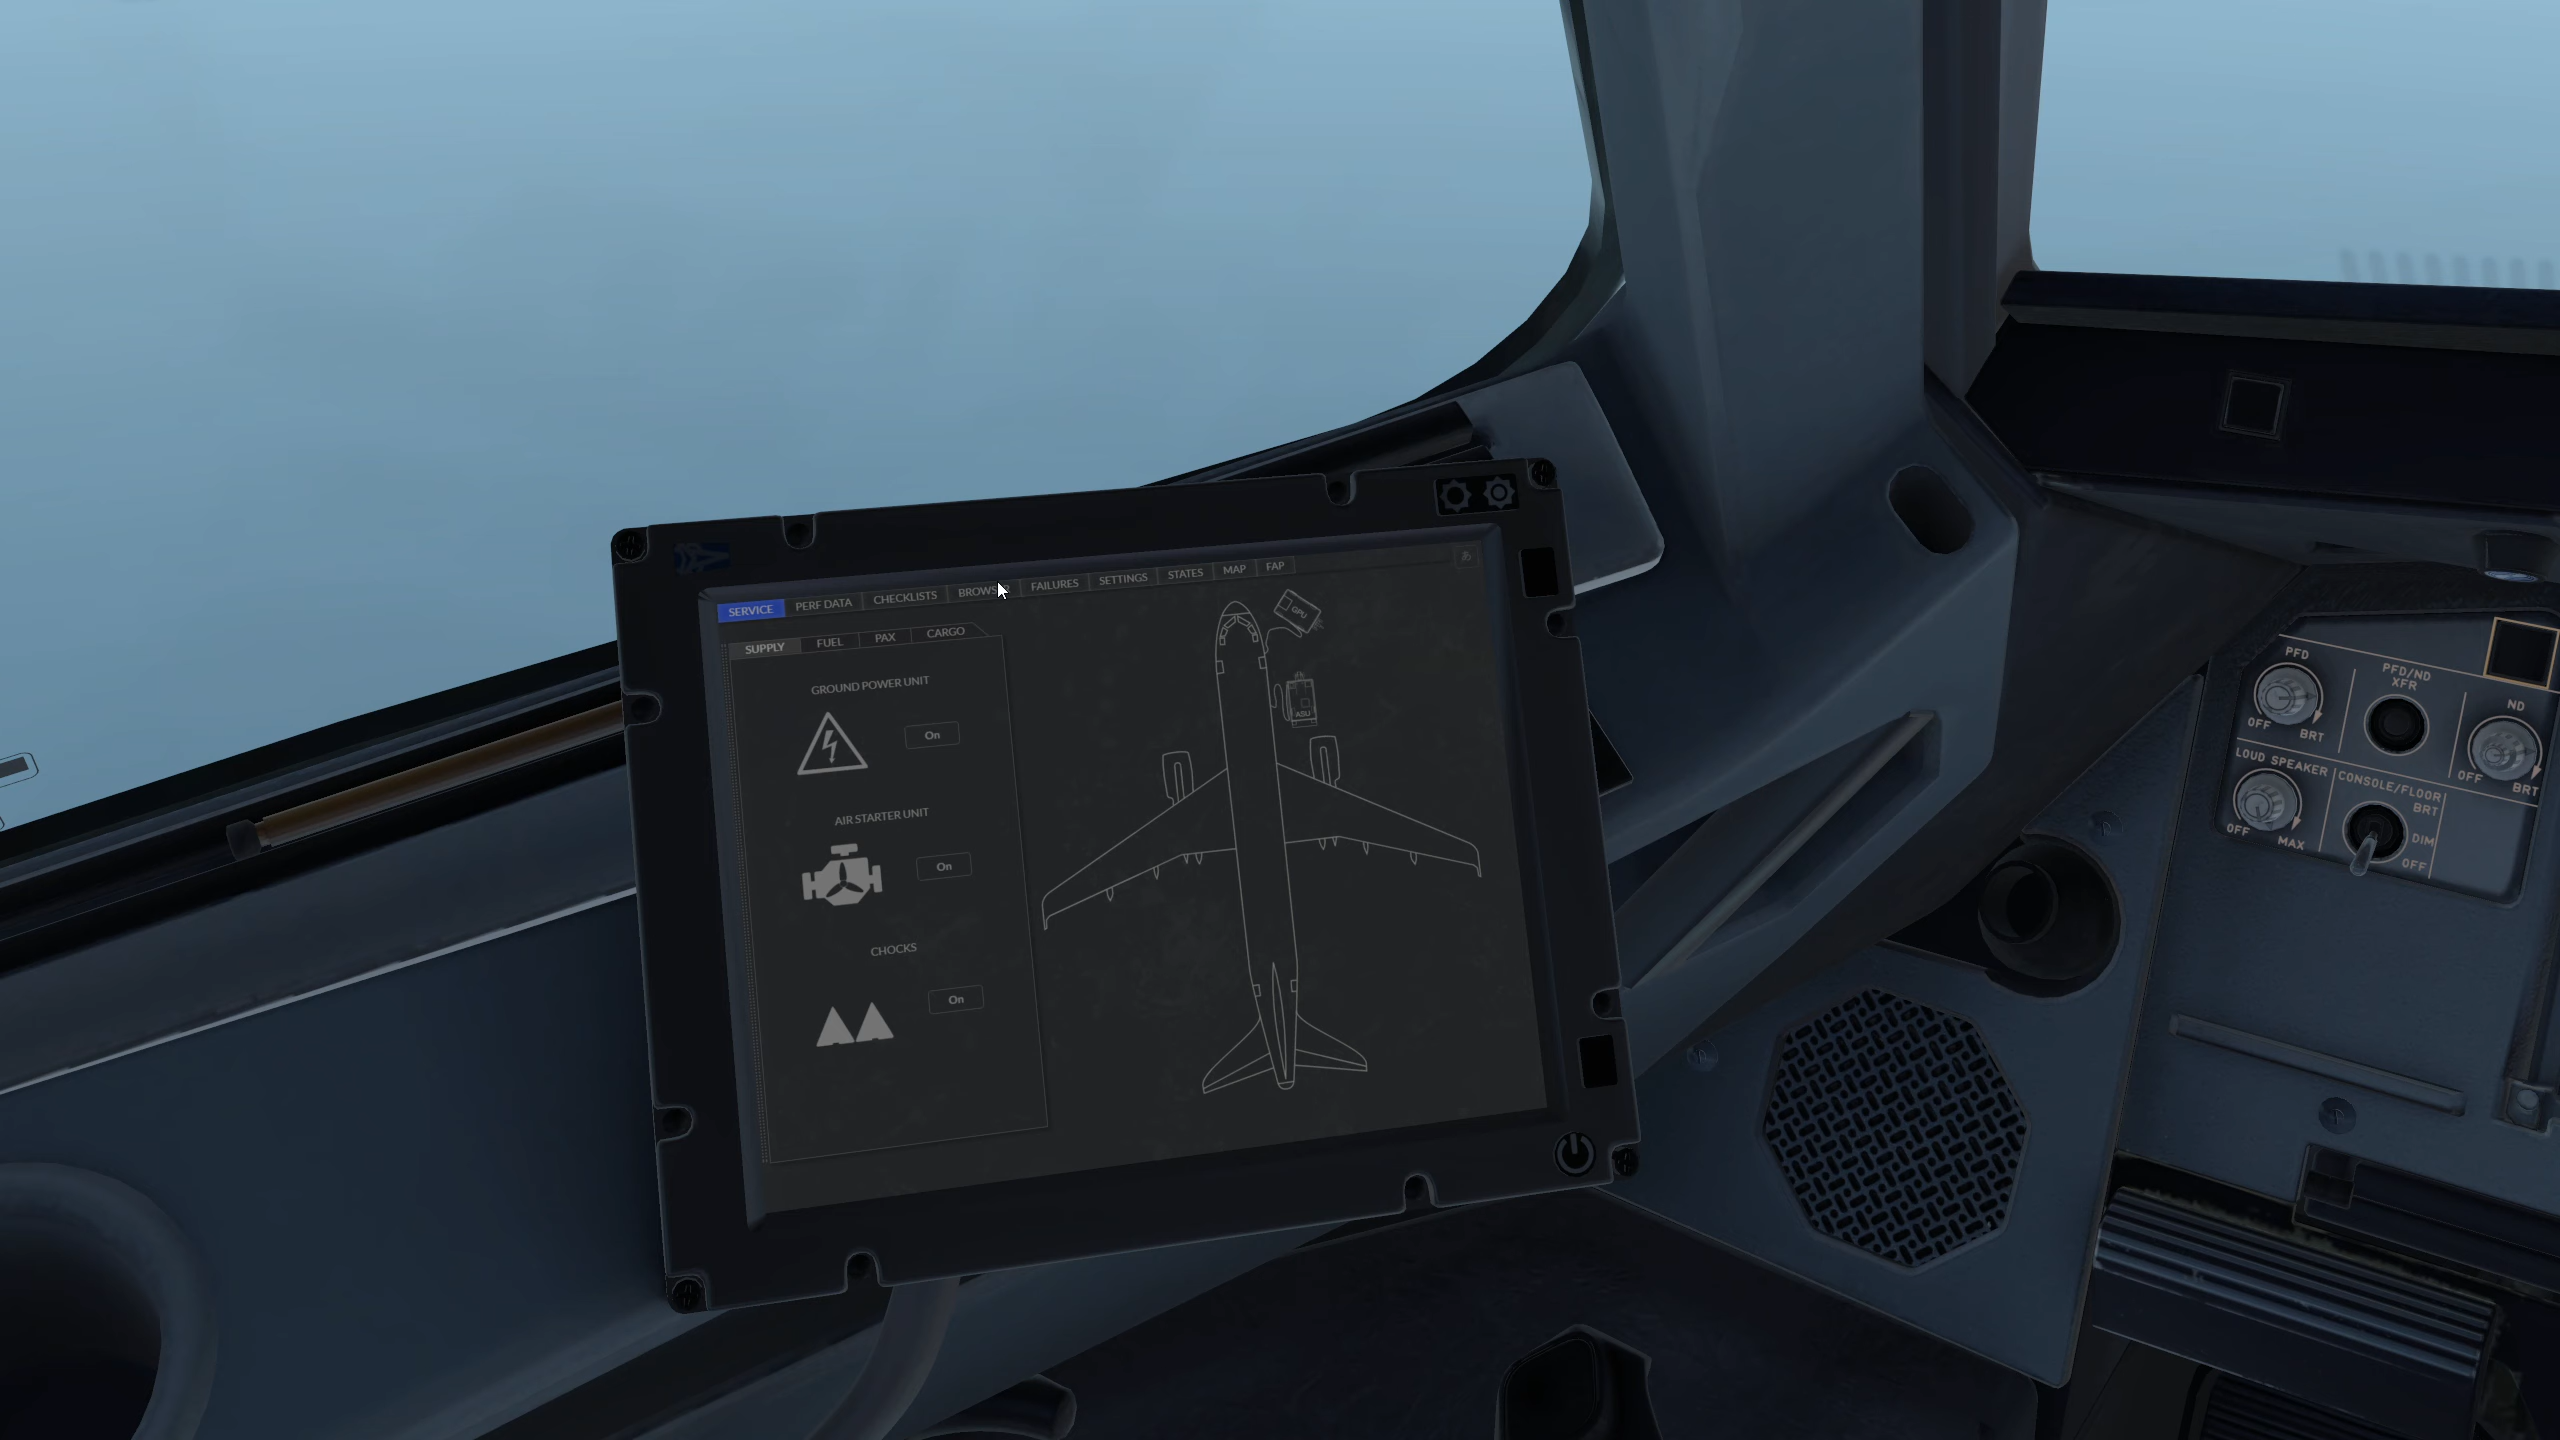 SERVICE PERF DATA CHECKLISTS BROWSER FAILURES SETTINGS STATES MAP FAP
SUPPLY FUEL PAX CARGO
GROUND POWER UNIT
On
AIR STARTER UNIT
On
CHOCKS
On
GPU
ASU
PFD
OFF BRT
PFD/ND
XFR
ND
OFF BRT
LOUD SPEAKER
OFF MAX
CONSOLE/FLOOR
BRT
DIM
OFF